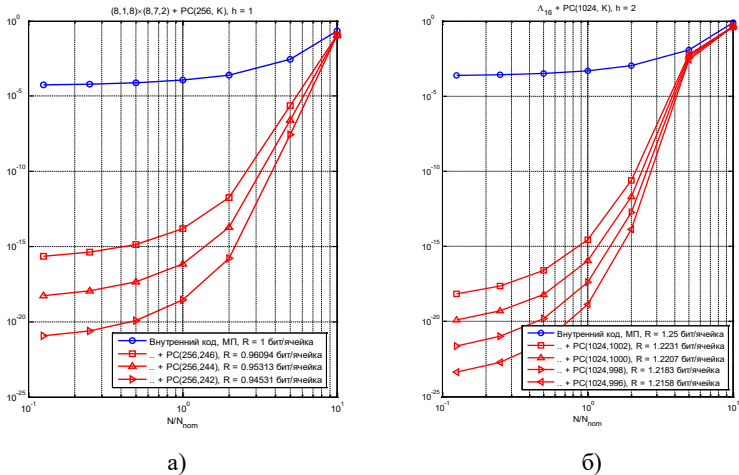 (8,1,8)×(8,7,2) + РС(256, K), h = 1
10^0
10^-5
10^-10
10^-15
10^-20
10^-25
Внутренний код, МП, R = 1 бит/ячейка
.. + РС(256,246), R = 0.96094 бит/ячейка
.. + РС(256,244), R = 0.95313 бит/ячейка
.. + РС(256,242), R = 0.94531 бит/ячейка
10^-1
10^0
10^1
N/N_nom
а)
Λ_16 + РС(1024, K), h = 2
10^0
10^-5
10^-10
10^-15
10^-20
10^-25
Внутренний код, МП, R = 1.25 бит/ячейка
.. + РС(1024,1002), R = 1.2231 бит/ячейка
.. + РС(1024,1000), R = 1.2207 бит/ячейка
.. + РС(1024,998), R = 1.2183 бит/ячейка
.. + РС(1024,996), R = 1.2158 бит/ячейка
10^-1
10^0
10^1
N/N_nom
б)